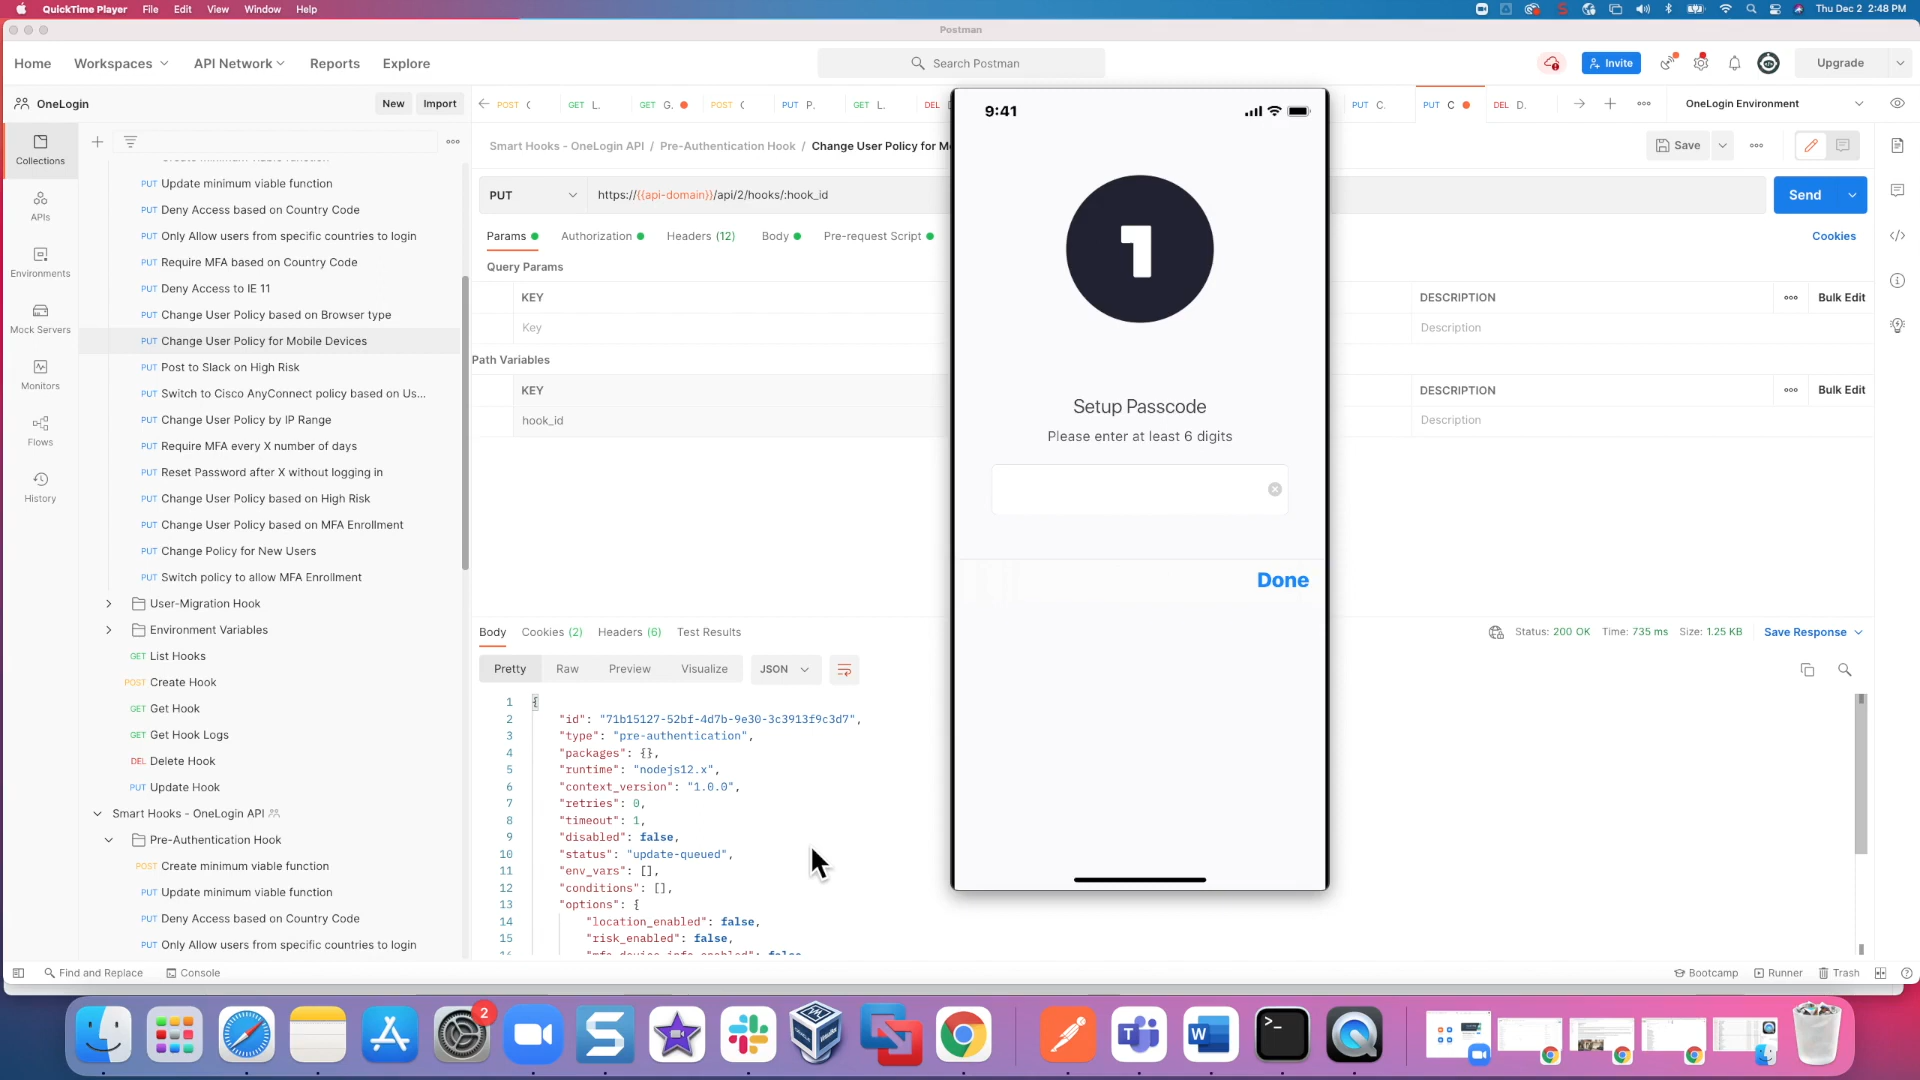 QuickTime Player File Edit View Window Help
Thu Dec 2 2:48 PM
Postman
Home Workspaces API Network Reports Explore
Search Postman
Invite
Upgrade
OneLogin
New Import
POST
GET L.
GET G.
POST
PUT P.
GET L.
DEL
PUT C.
PUT C
DEL D.
OneLogin Environment
Collections
APIs
Environments
Mock Servers
Monitors
Flows
History
PUT Update minimum viable function
PUT Deny Access based on Country Code
PUT Only Allow users from specific countries to login
PUT Require MFA based on Country Code
PUT Deny Access to IE 11
PUT Change User Policy based on Browser type
PUT Change User Policy for Mobile Devices
PUT Post to Slack on High Risk
PUT Switch to Cisco AnyConnect policy based on Us...
PUT Change User Policy by IP Range
PUT Require MFA every X number of days
PUT Reset Password after X without logging in
PUT Change User Policy based on High Risk
PUT Change User Policy based on MFA Enrollment
PUT Change Policy for New Users
PUT Switch policy to allow MFA Enrollment
User-Migration Hook
Environment Variables
GET List Hooks
POST Create Hook
GET Get Hook
GET Get Hook Logs
DEL Delete Hook
PUT Update Hook
Smart Hooks - OneLogin API
Pre-Authentication Hook
POST Create minimum viable function
PUT Update minimum viable function
PUT Deny Access based on Country Code
PUT Only Allow users from specific countries to login
Smart Hooks - OneLogin API / Pre-Authentication Hook / Change User Policy for M
Save
PUT
https://{{api-domain}}/api/2/hooks/:hook_id
Send
Params Authorization Headers (12) Body Pre-request Script
Cookies
Query Params
KEY DESCRIPTION Bulk Edit
Key Description
Path Variables
KEY DESCRIPTION Bulk Edit
hook_id Description
9:41
1
Setup Passcode
Please enter at least 6 digits
Done
Body Cookies (2) Headers (6) Test Results
Status: 200 OK Time: 735 ms Size: 1.25 KB Save Response
Pretty Raw Preview Visualize JSON
1 {
2 "id": "71b15127-52bf-4d7b-9e30-3c3913f9c3d7",
3 "type": "pre-authentication",
4 "packages": {},
5 "runtime": "nodejs12.x",
6 "context_version": "1.0.0",
7 "retries": 0,
8 "timeout": 1,
9 "disabled": false,
10 "status": "update-queued",
11 "env_vars": [],
12 "conditions": [],
13 "options": {
14 "location_enabled": false,
15 "risk_enabled": false,
Find and Replace Console
Bootcamp Runner Trash
2